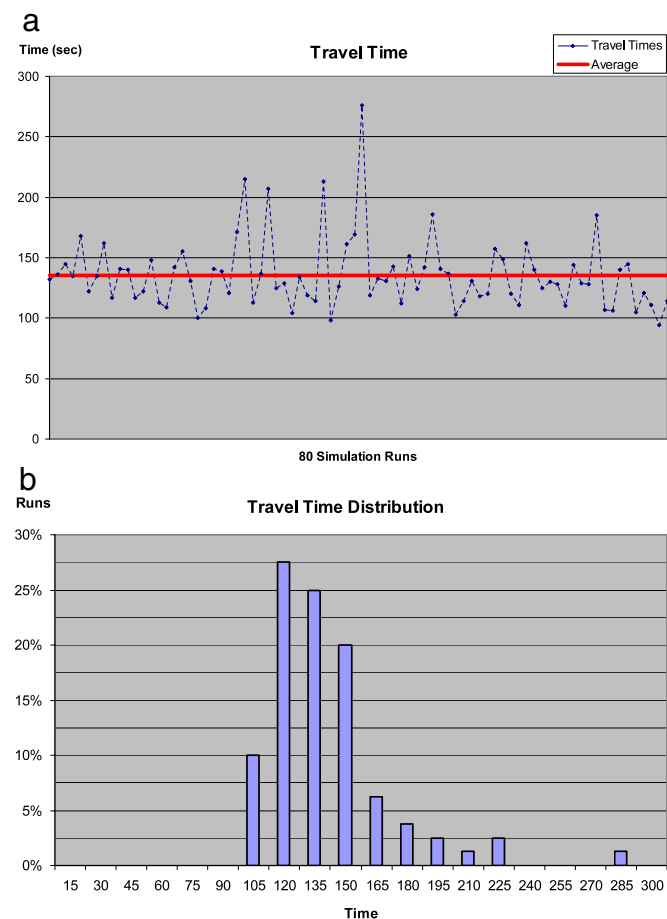 a
Time (sec)
Travel Time
Travel Times
Average
300
250
200
150
100
50
0
80 Simulation Runs
b
Runs
Travel Time Distribution
30%
25%
20%
15%
10%
5%
0%
15 30 45 60 75 90 105 120 135 150 165 180 195 210 225 240 255 270 285 300
Time